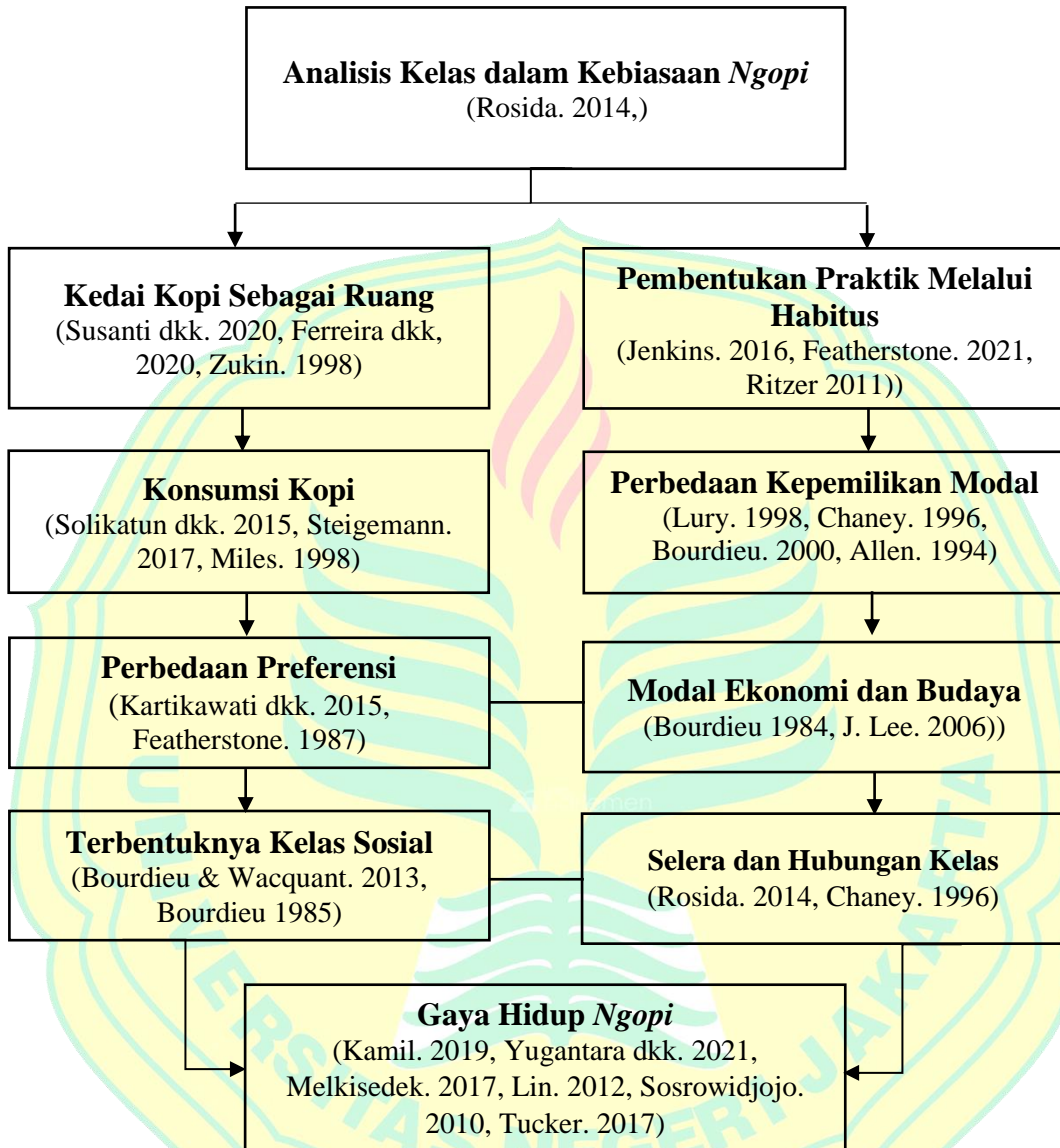 Analisis Kelas dalam Kebiasaan Ngopi
(Rosida. 2014,)
Kedai Kopi Sebagai Ruang
(Susanti dkk. 2020, Ferreira dkk,
2020, Zukin. 1998)
Pembentukan Praktik Melalui
Habitus
(Jenkins. 2016, Featherstone. 2021,
Ritzer 2011))
Konsumsi Kopi
(Solikatun dkk. 2015, Steigemann.
2017, Miles. 1998)
Perbedaan Kepemilikan Modal
(Lury. 1998, Chaney. 1996,
Bourdieu. 2000, Allen. 1994)
Perbedaan Preferensi
(Kartikawati dkk. 2015,
Featherstone. 1987)
Modal Ekonomi dan Budaya
(Bourdieu 1984, J. Lee. 2006))
Terbentuknya Kelas Sosial
(Bourdieu & Wacquant. 2013,
Bourdieu 1985)
Selera dan Hubungan Kelas
(Rosida. 2014, Chaney. 1996)
Gaya Hidup Ngopi
(Kamil. 2019, Yugantara dkk. 2021,
Melkisedek. 2017, Lin. 2012, Sosrowidjojo.
2010, Tucker. 2017)
UNIVERSITAS NEGERI JAKARTA